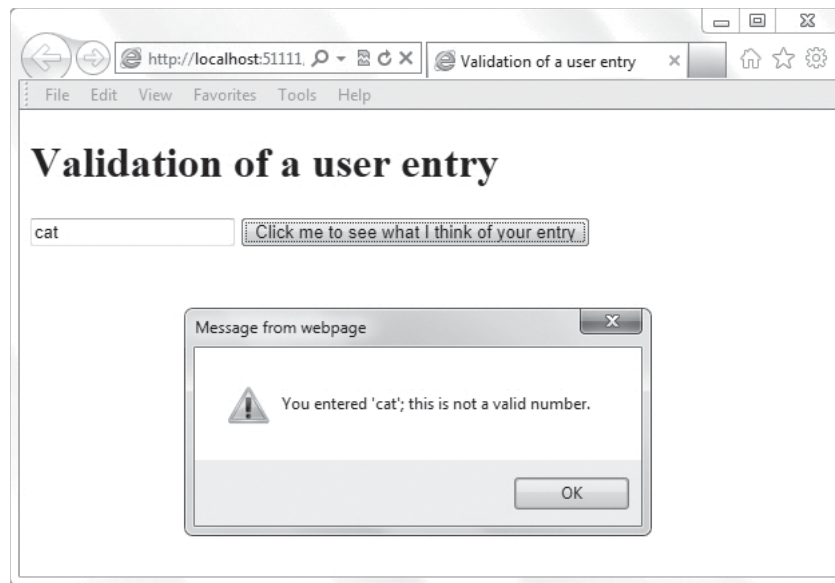 http://localhost:51111,
Validation of a user entry
File Edit View Favorites Tools Help
Validation of a user entry
cat
Click me to see what I think of your entry
Message from webpage
You entered 'cat'; this is not a valid number.
OK